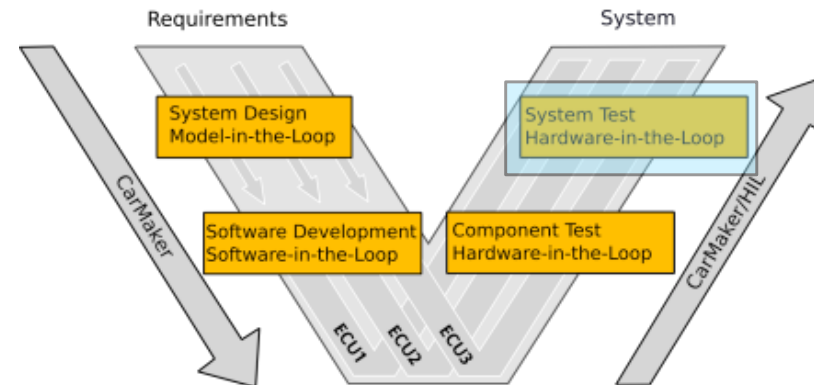 Requirements
System
System Design
Model-in-the-Loop
System Test
Hardware-in-the-Loop
CarMaker
Software Development
Software-in-the-Loop
Component Test
Hardware-in-the-Loop
CarMaker/HIL
ECU1
ECU2
ECU3